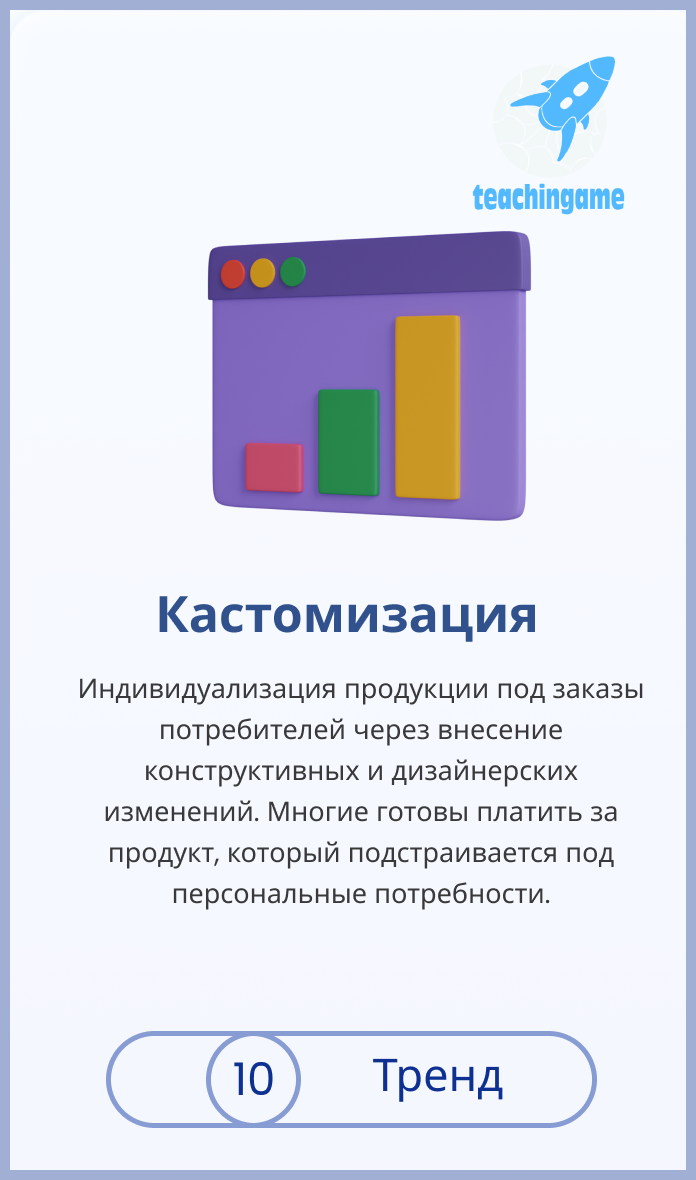 teachingame
Кастомизация
Индивидуализация продукции под заказы
потребителей через внесение
конструктивных и дизайнерских
изменений. Многие готовы платить за
продукт, который подстраивается под
персональные потребности.
10 Тренд